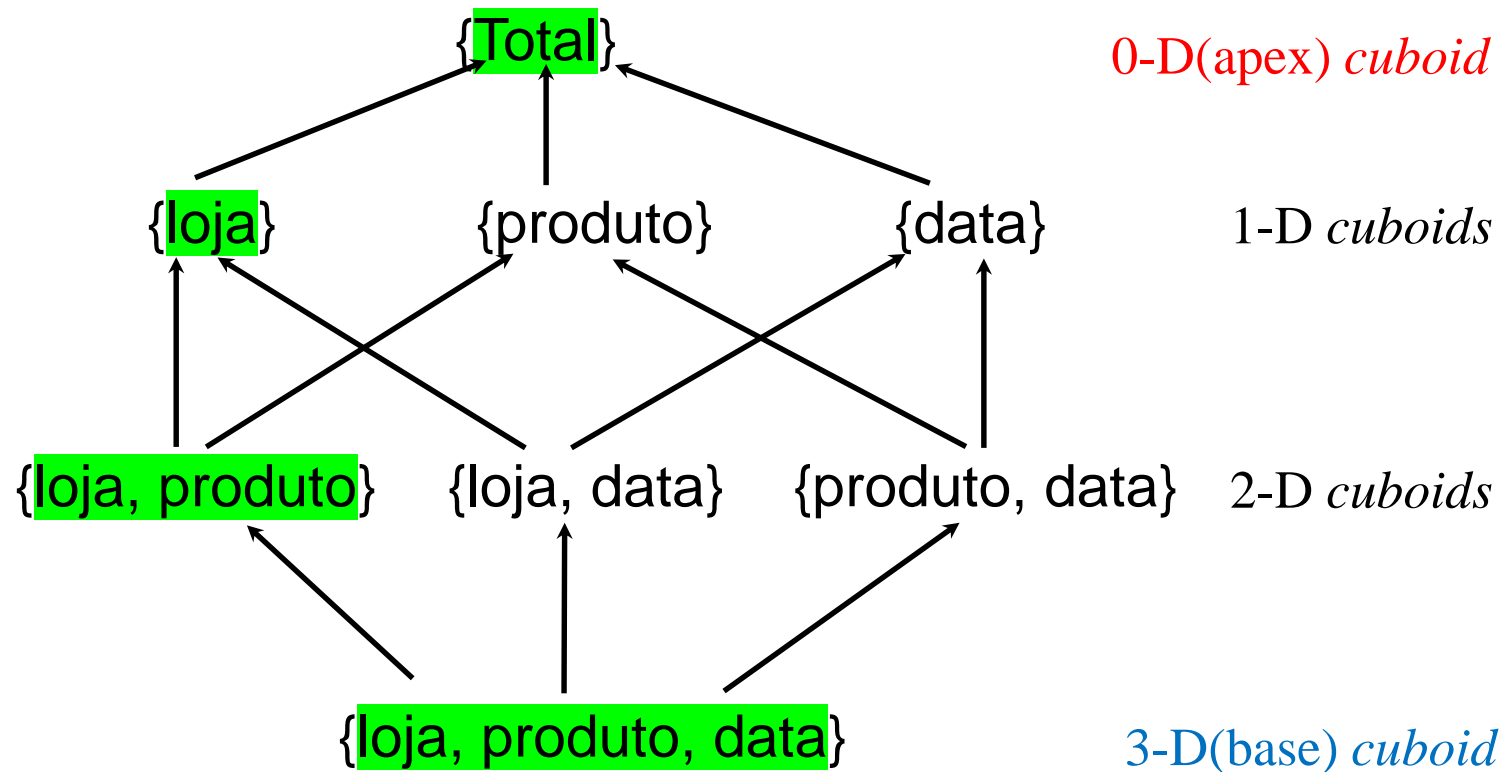 {Total} 0-D(apex) cuboid
{loja} {produto} {data} 1-D cuboids
{loja, produto} {loja, data} {produto, data} 2-D cuboids
{loja, produto, data} 3-D(base) cuboid